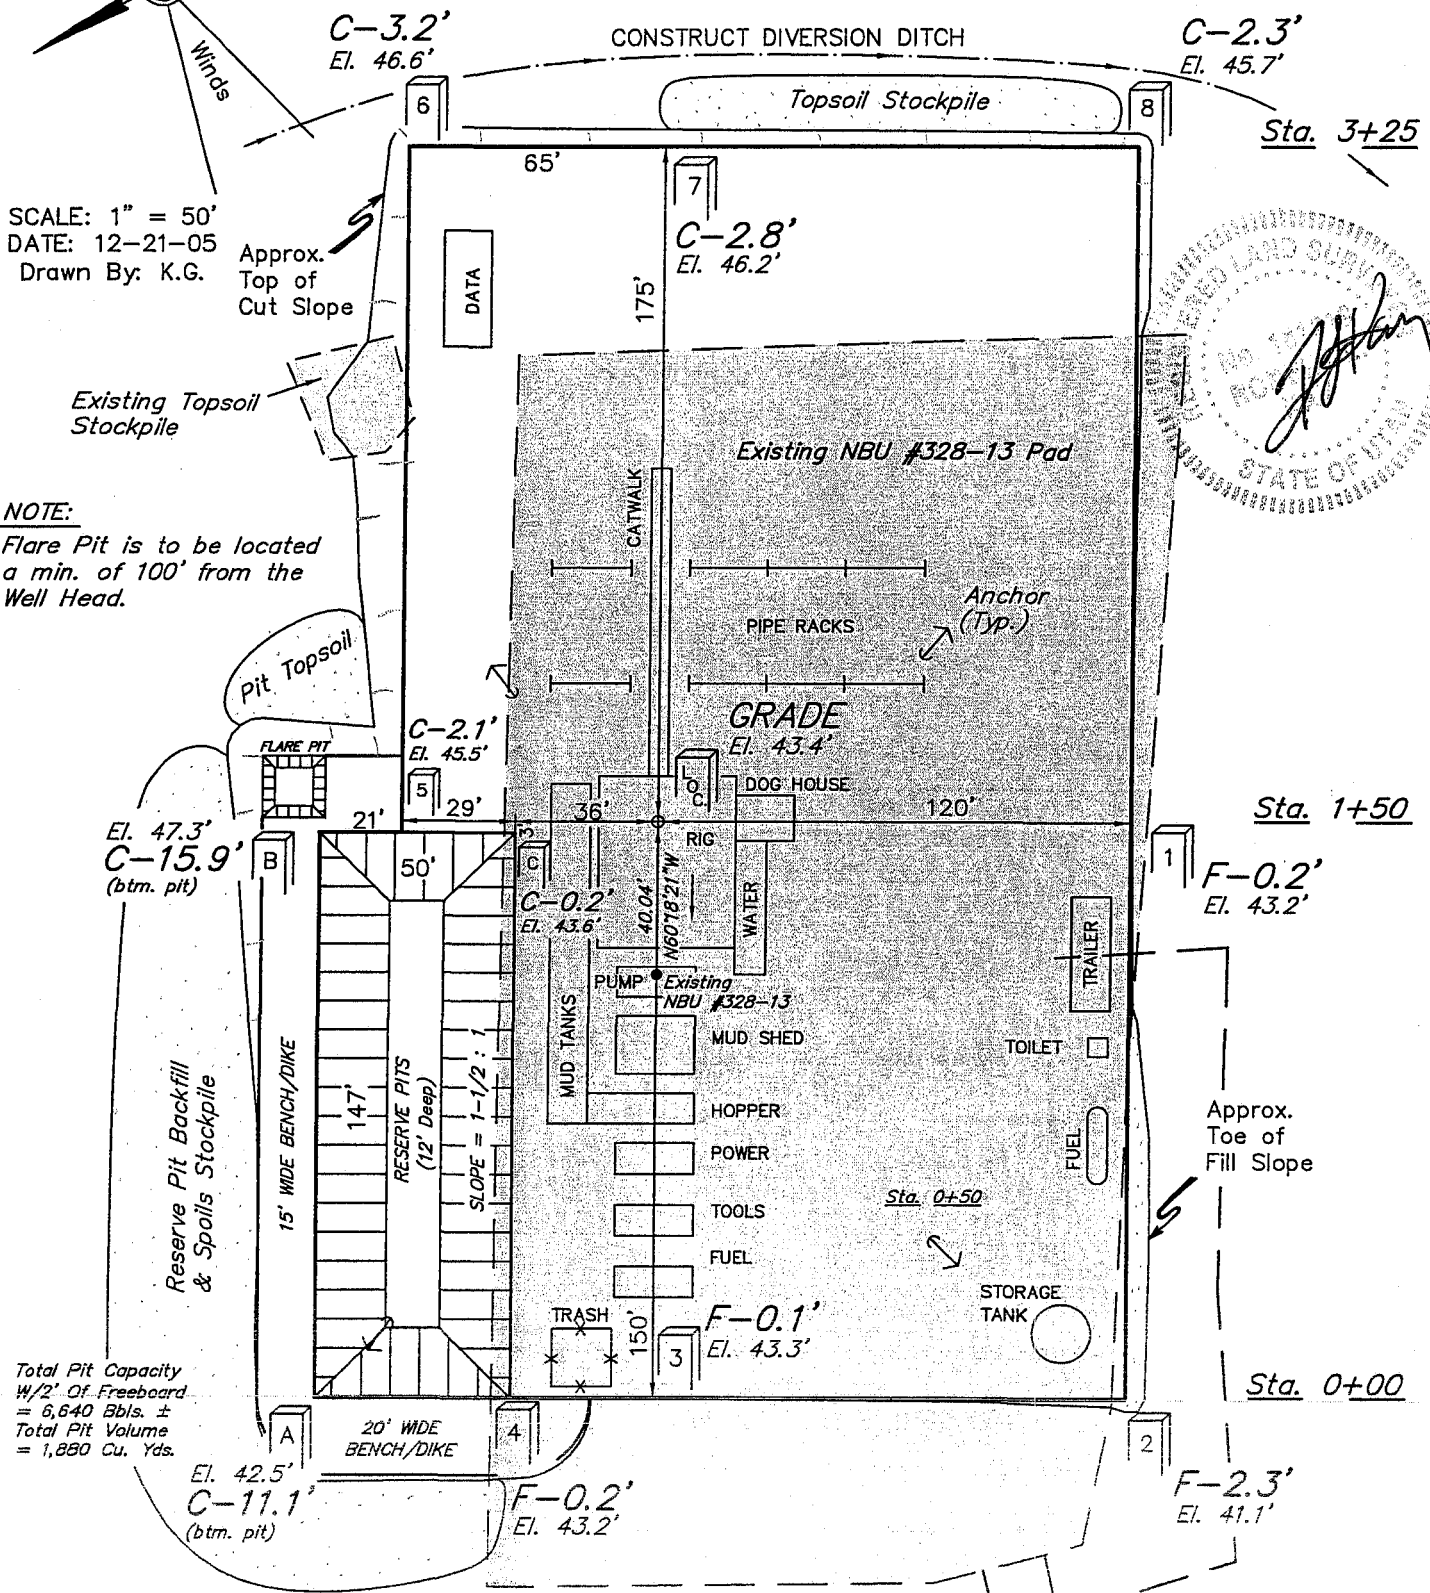 C-3.2'
El. 46.6'
CONSTRUCT DIVERSION DITCH
C-2.3'
El. 45.7'
Winds
6
Topsoil Stockpile
8
Sta. 3+25
65'
7
C-2.8'
El. 46.2'
SCALE: 1" = 50'
DATE: 12-21-05
Drawn By: K.G.
Approx.
Top of
Cut Slope
DATA
175'
REGISTERED LAND SURVEYOR
No.
STATE OF UTAH
Existing Topsoil
Stockpile
Existing NBU #328-13 Pad
CATWALK
NOTE:
Flare Pit is to be located
a min. of 100' from the
Well Head.
Anchor
(Typ.)
PIPE RACKS
Pit Topsoil
GRADE
El. 43.4'
C-2.1'
El. 45.5'
FLARE PIT
5
LOC.
DOG HOUSE
21'
29'
3'
36'
120'
Sta. 1+50
RIG
El. 47.3'
C-15.9'
(btm. pit)
B
50'
C
C-0.2'
El. 43.6'
40.04'
N60°18'21"W
WATER
1
F-0.2'
El. 43.2'
TRAILER
PUMP
Existing
NBU #328-13
MUD TANKS
MUD SHED
TOILET
Reserve Pit Backfill
& Spoils Stockpile
15' WIDE BENCH/DIKE
147'
RESERVE PITS
(12' Deep)
SLOPE = 1-1/2 : 1
HOPPER
POWER
FUEL
Approx.
Toe of
Fill Slope
TOOLS
Sta. 0+50
FUEL
STORAGE
TANK
TRASH
150'
3
F-0.1'
El. 43.3'
Total Pit Capacity
W/2' Of Freeboard
= 6,640 Bbls. ±
Total Pit Volume
= 1,880 Cu. Yds.
Sta. 0+00
A
20' WIDE
BENCH/DIKE
4
2
El. 42.5'
C-11.1'
(btm. pit)
F-0.2'
El. 43.2'
F-2.3'
El. 41.1'